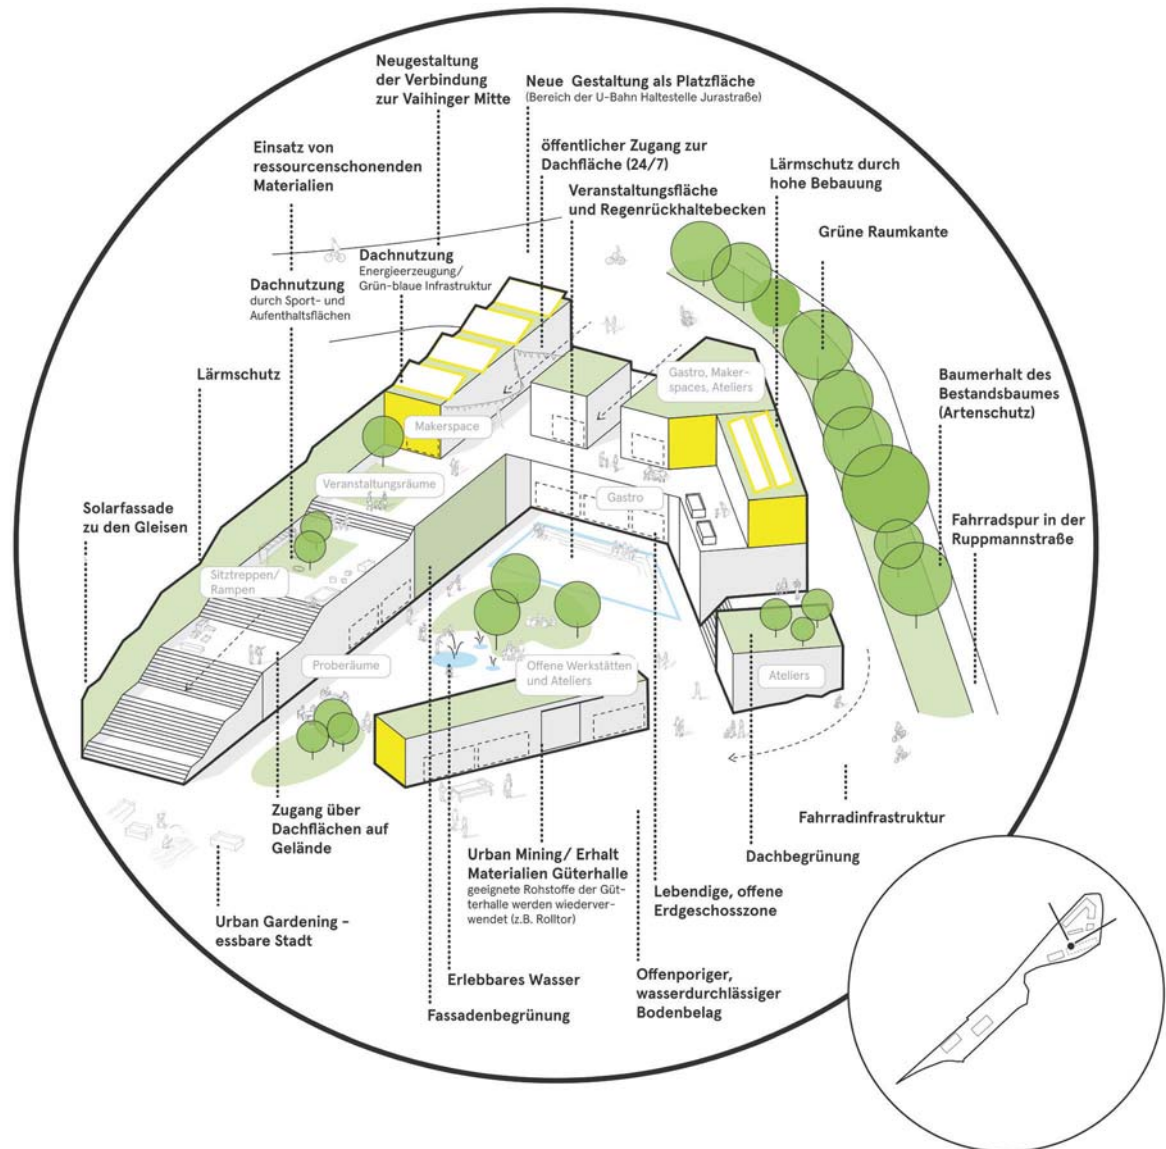 Neugestaltung
der Verbindung
zur Vaihinger Mitte
Neue Gestaltung als Platzfläche
(Bereich der U-Bahn Haltestelle Jurastraße)
Einsatz von
ressourcenschonenden
Materialien
öffentlicher Zugang zur
Dachfläche (24/7)
Veranstaltungsfläche
und Regenrückhaltebecken
Lärmschutz durch
hohe Bebauung
Grüne Raumkante
Dachnutzung
Energieerzeugung/
Grün-blaue Infrastruktur
Dachnutzung
durch Sport- und
Aufenthaltsflächen
Lärmschutz
Baumerhalt des
Bestandsbaumes
(Artenschutz)
Gastro, Maker-
spaces, Ateliers
Makerspace
Veranstaltungsräume
Gastro
Solarfassade
zu den Gleisen
Fahrradspur in der
Ruppmannstraße
Sitztreppen/
Rampen
Proberäume
Offene Werkstätten
und Ateliers
Ateliers
Zugang über
Dachflächen auf
Gelände
Fahrradinfrastruktur
Urban Mining/ Erhalt
Materialien Güterhalle
geeignete Rohstoffe der Gü-
terhalle werden wiederver-
wendet (z.B. Rolltor)
Dachbegrünung
Lebendige, offene
Erdgeschosszone
Urban Gardening -
essbare Stadt
Erlebbares Wasser
Offenporiger,
wasserdurchlässiger
Bodenbelag
Fassadenbegrünung